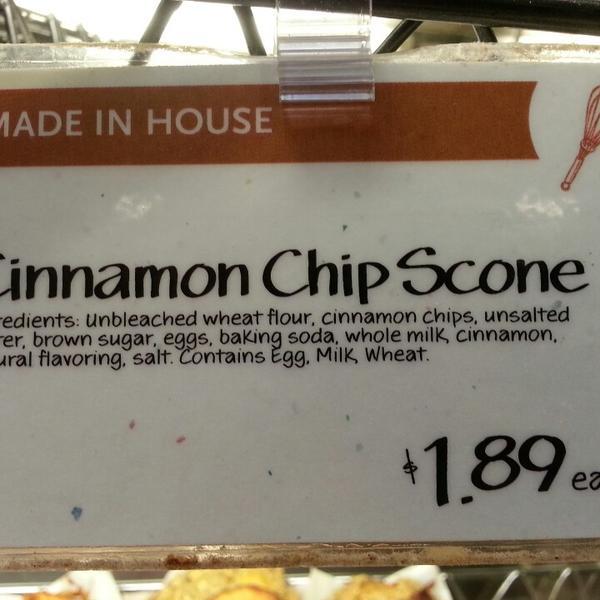 MADE IN HOUSE
Cinnamon Chip Scone
redients: Unbleached wheat flour, cinnamon chips, unsalted
rer, brown sugar, eggs, baking soda, whole milk, cinnamon,
ural flavoring, salt. Contains Egg, Milk, Wheat.
$1.89 ea